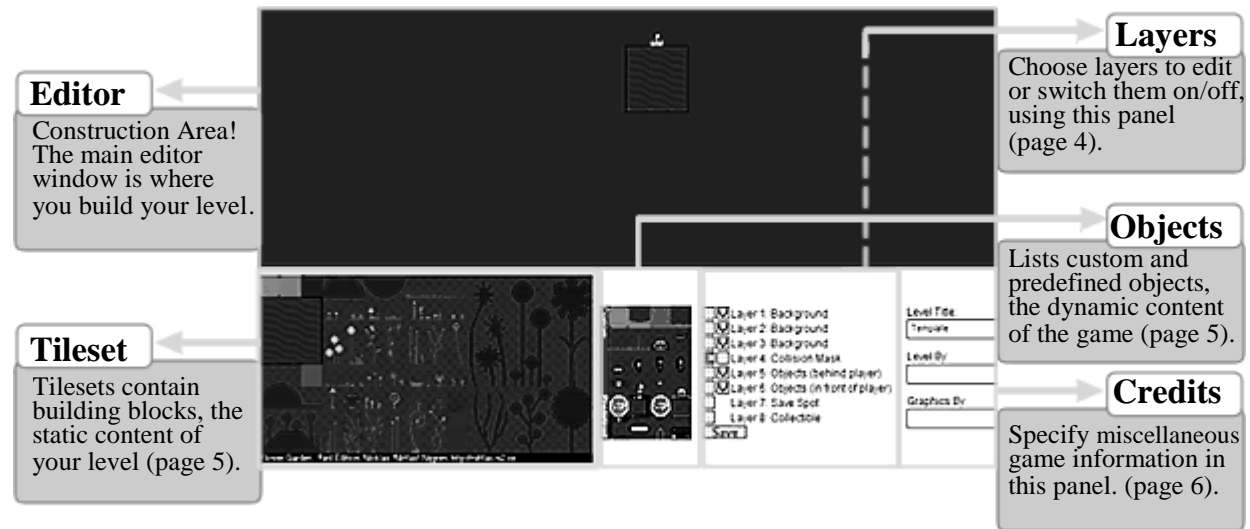 Editor
Construction Area!
The main editor
window is where
you build your level.
Tileset
Tilesets contain
building blocks, the
static content of
your level (page 5).
Layers
Choose layers to edit
or switch them on/off,
using this panel
(page 4).
Objects
Lists custom and
predefined objects,
the dynamic content
of the game (page 5).
Credits
Specify miscellaneous
game information in
this panel. (page 6).
Layer 1: Background
Layer 2: Background
Layer 3: Background
Layer 4: Collision Mask
Layer 5: Objects (behind player)
Layer 6: Objects (in front of player)
Layer 7: Save Spot
Layer 8: Collectible
Save
Level Title:
Template
Level By
Graphics By